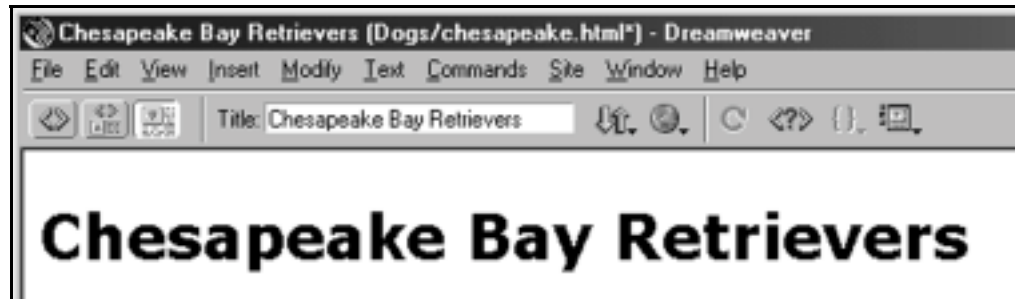 Chesapeake Bay Retrievers (Dogs/chesapeake.html*) - Dreamweaver
File Edit View Insert Modify Text Commands Site Window Help
Title: Chesapeake Bay Retrievers
Chesapeake Bay Retrievers